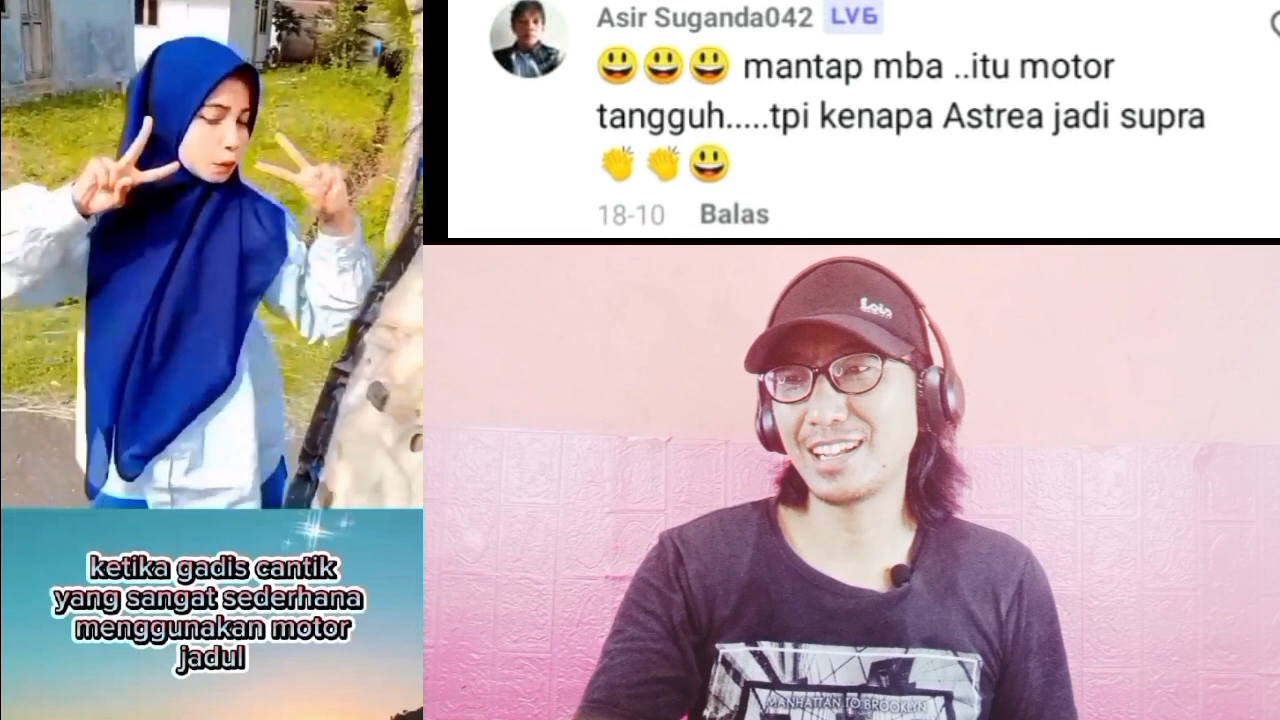 Asir Suganda042 LV6
😃😃😃 mantap mba ..itu motor
tangguh.....tpi kenapa Astrea jadi supra
👏👏😃
18-10 Balas
Lois
MANHATTAN TO BROOKLYN
ketika gadis cantik
yang sangat sederhana
menggunakan motor
jadul